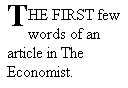 THE FIRST few
words of an
article in The
Economist.